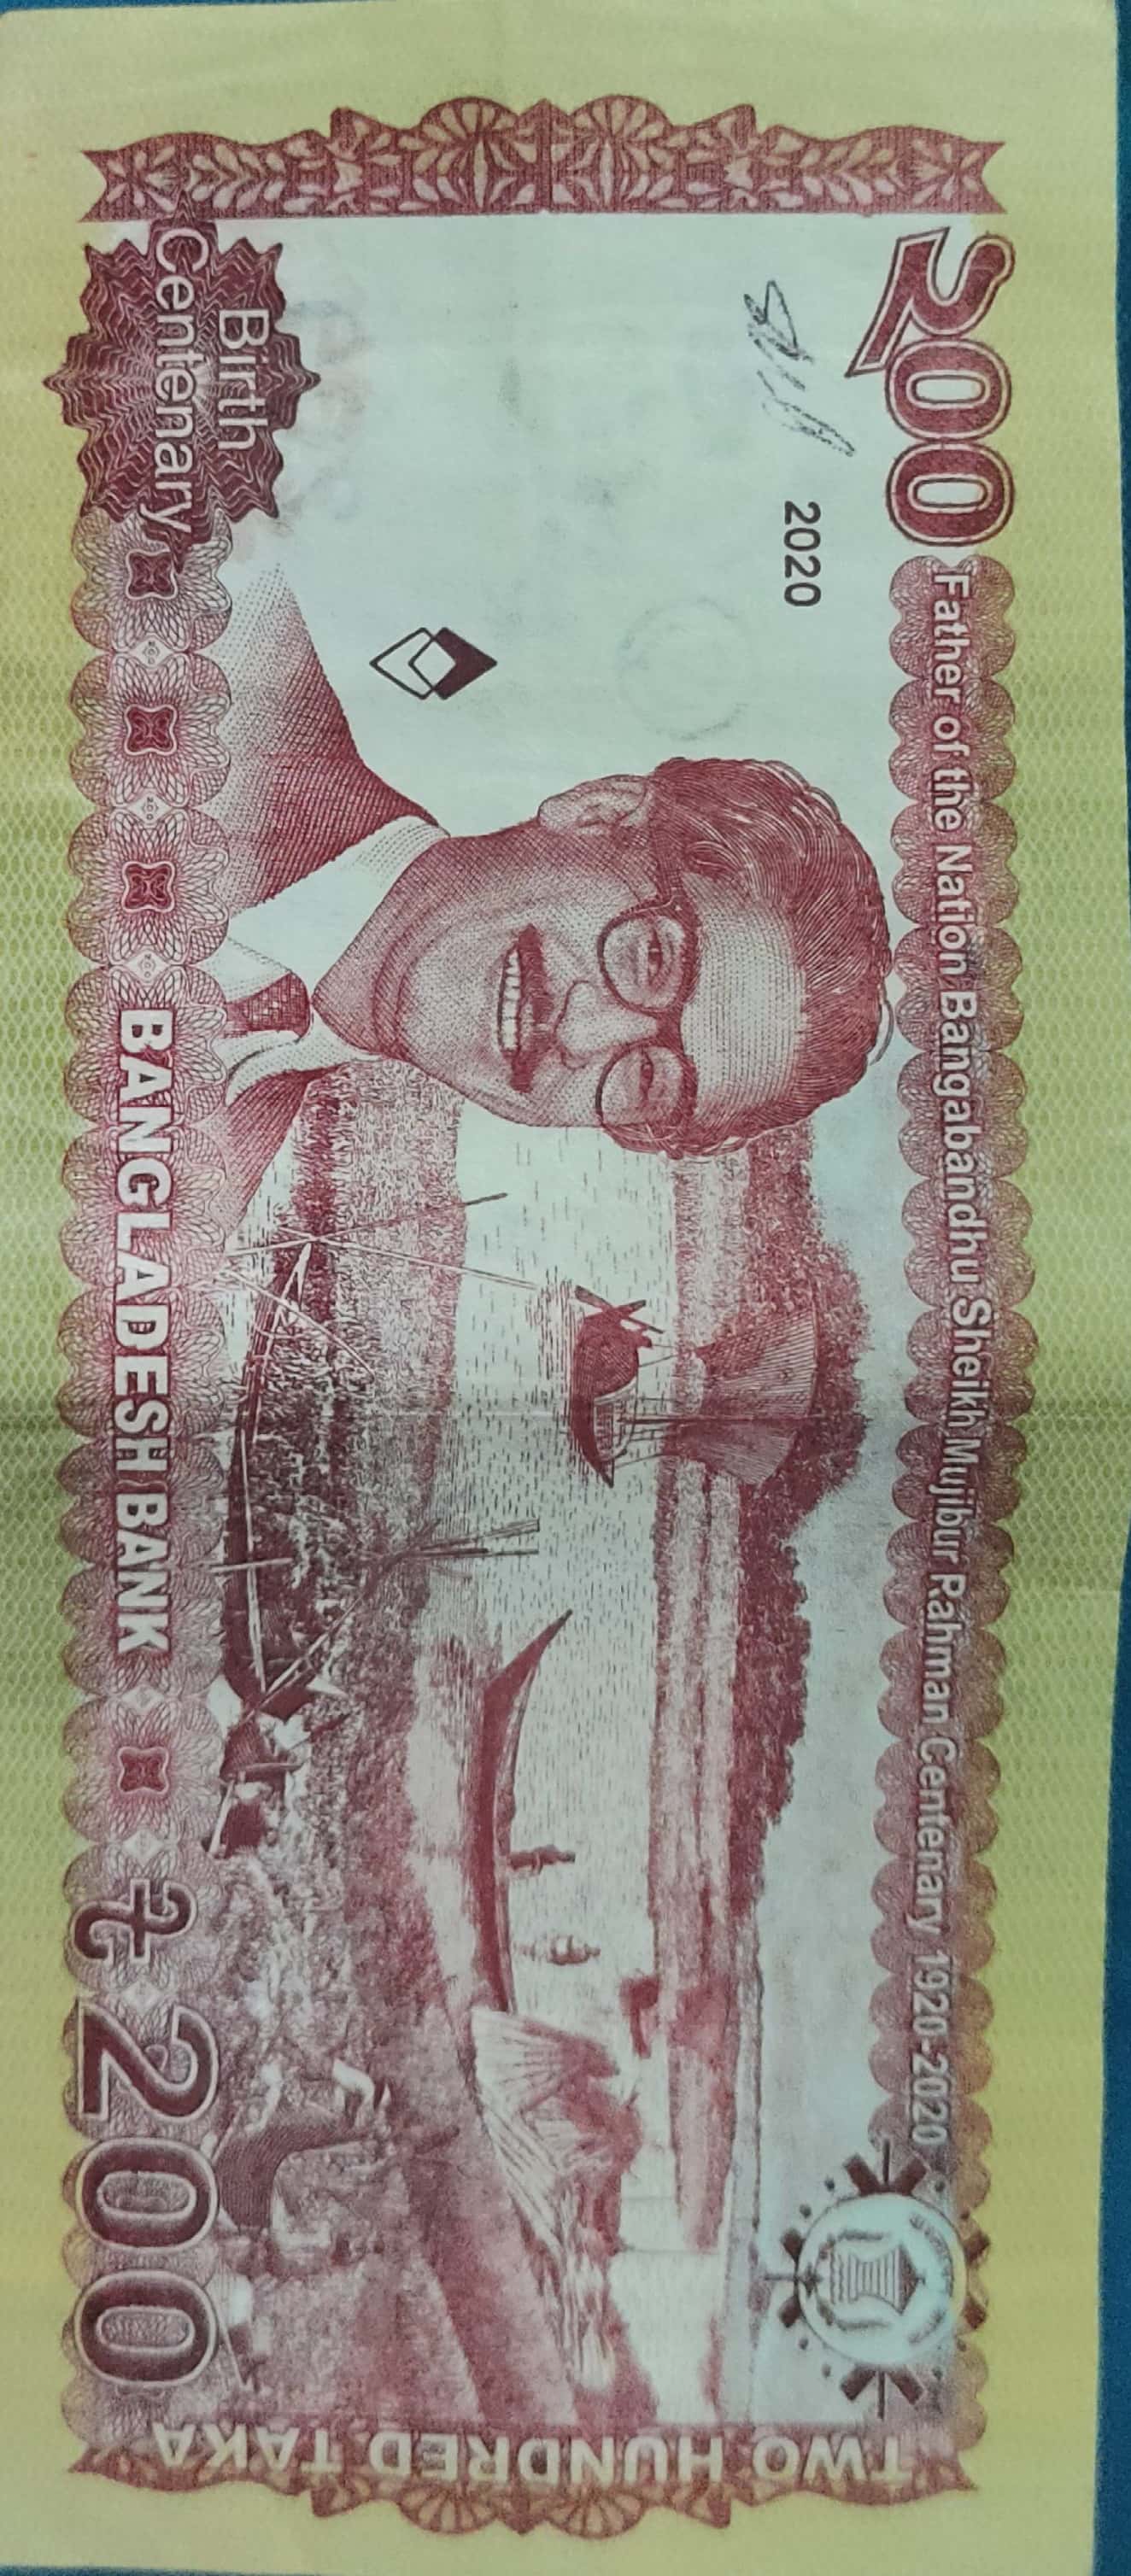 ২00
Father of the Nation Bangabandhu Sheikh Mujibur Rahman Centenary 1920-2020
2020
TWO HUNDRED TAKA
Birth
Centenary
BANGLADESH BANK
৳ 200